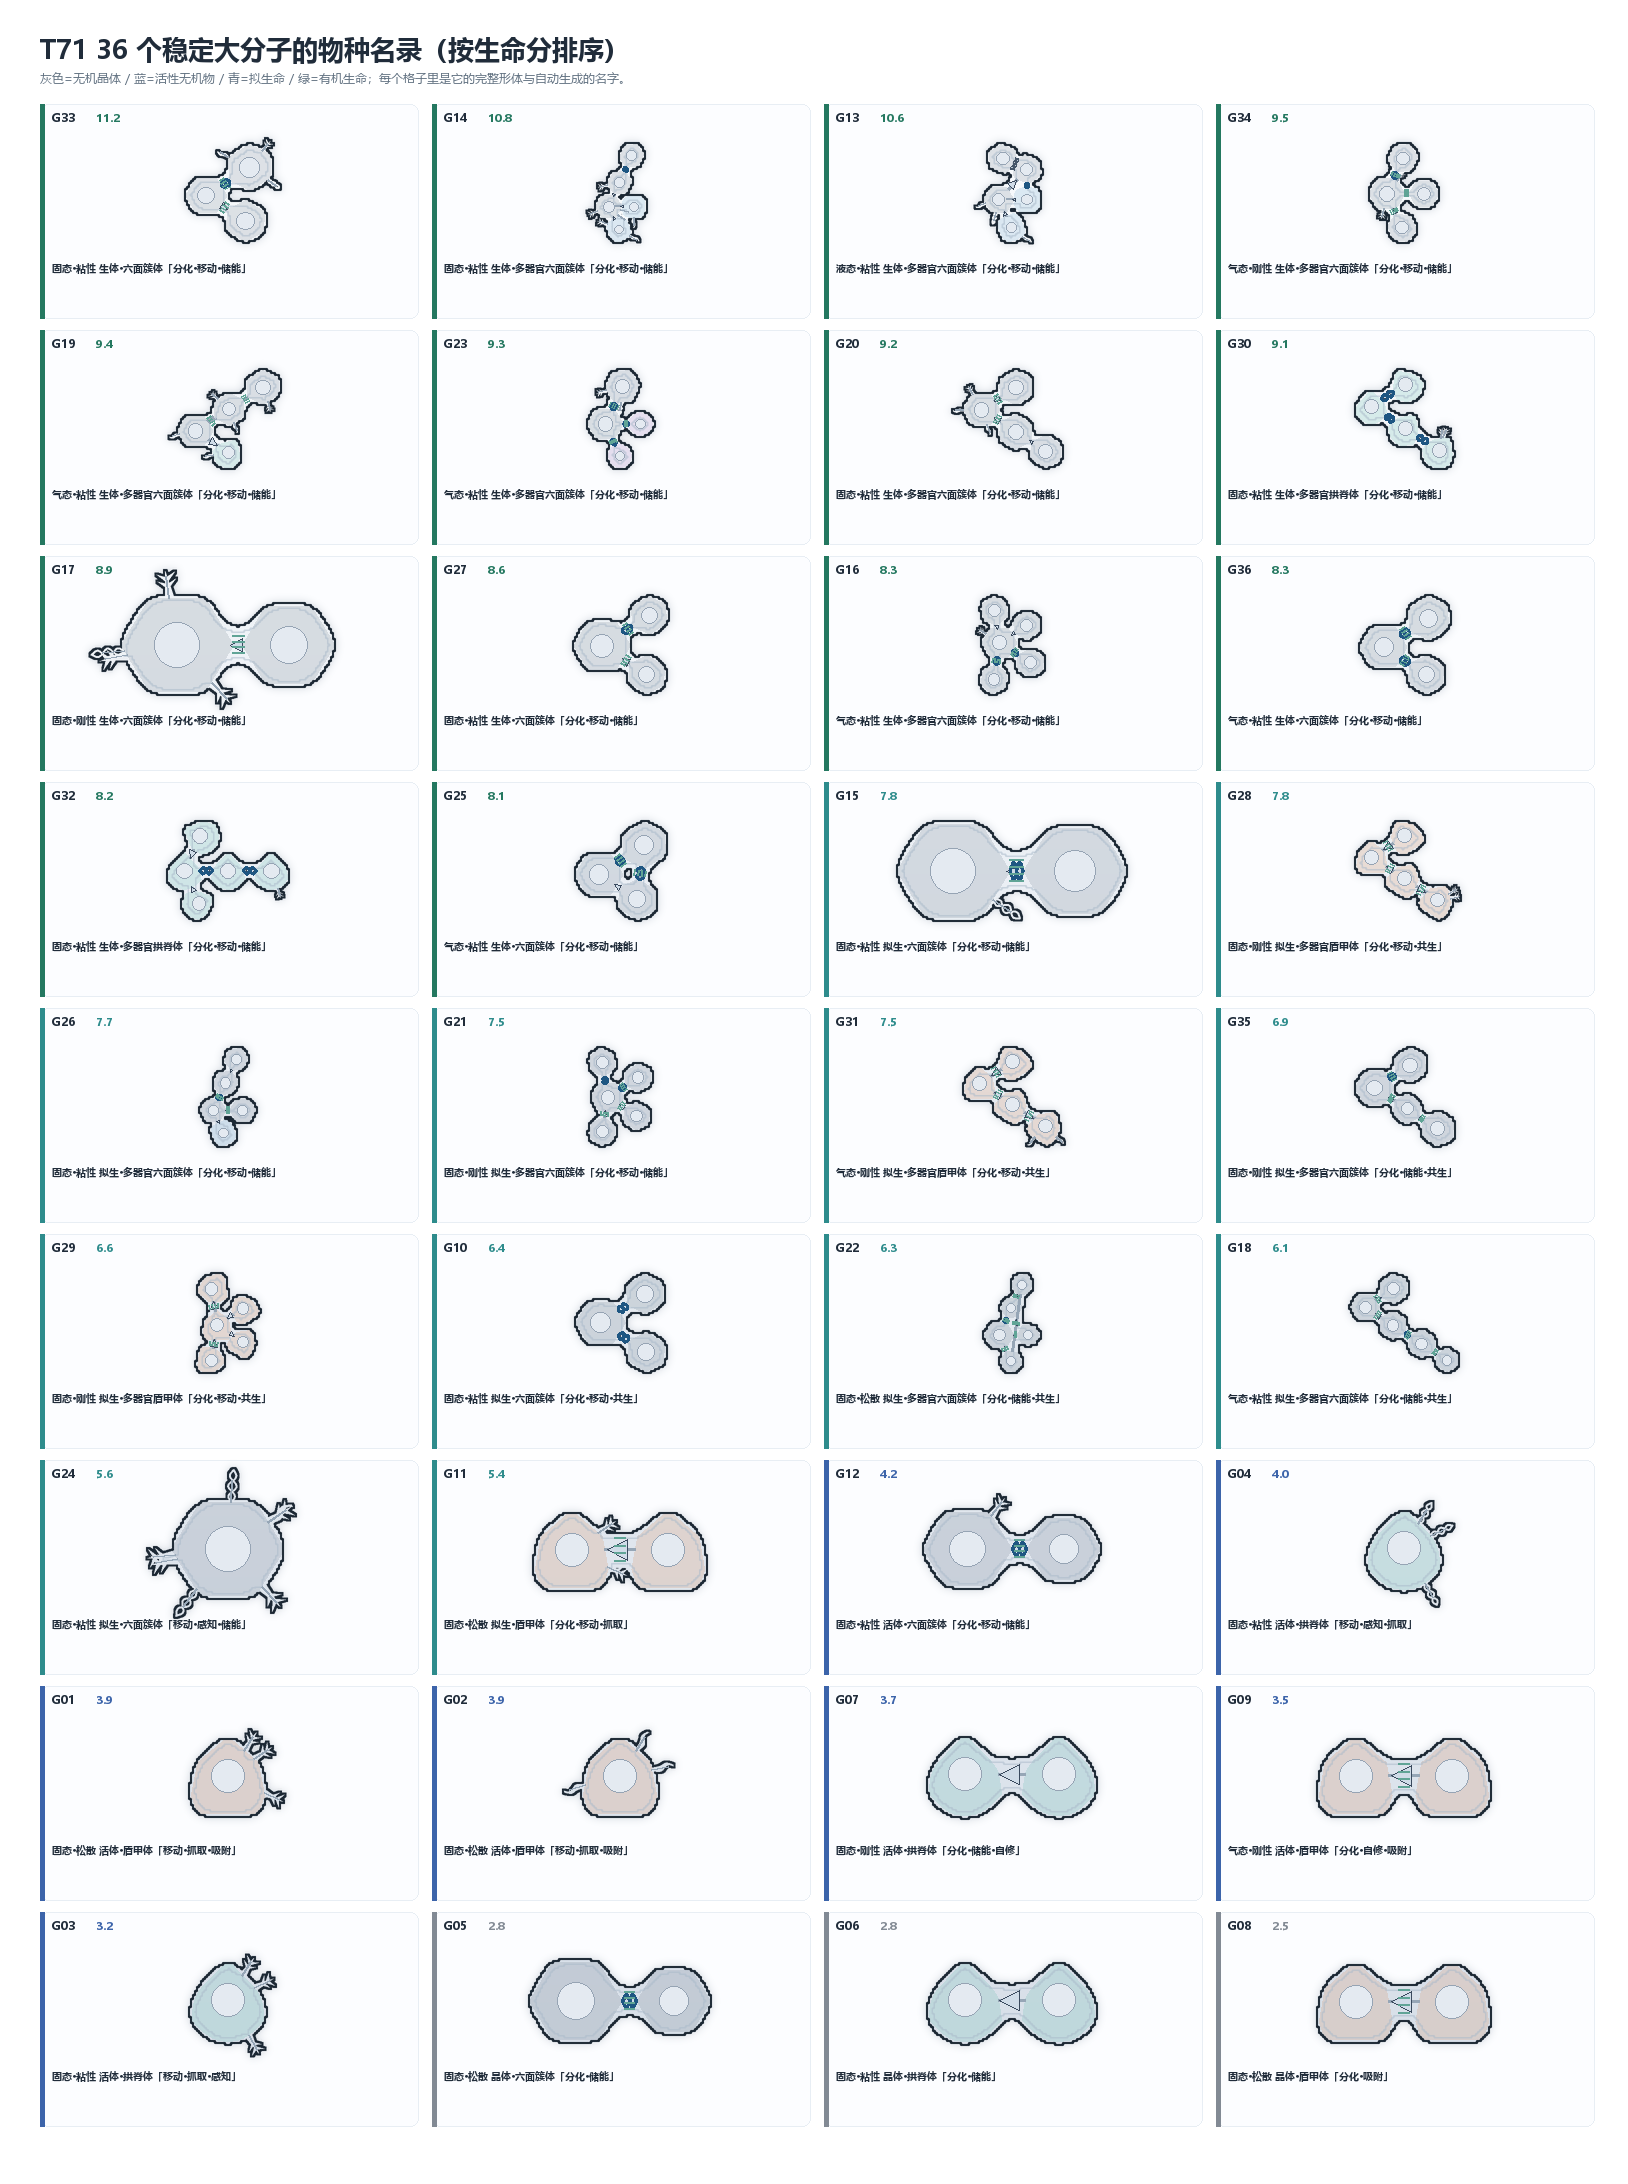 T71 36 个稳定大分子的物种名录（按生命分排序）
灰色=无机晶体 / 蓝=活性无机物 / 青=拟生命 / 绿=有机生命；每个格子里是它的完整形体与自动生成的名字。
G33 11.2
固态•粘性 生体•六面簇体「分化•移动•储能」
G14 10.8
固态•粘性 生体•多器官六面簇体「分化•移动•储能」
G13 10.6
液态•粘性 生体•多器官六面簇体「分化•移动•储能」
G34 9.5
气态•刚性 生体•多器官六面簇体「分化•移动•储能」
G19 9.4
气态•粘性 生体•多器官六面簇体「分化•移动•储能」
G23 9.3
气态•粘性 生体•多器官六面簇体「分化•移动•储能」
G20 9.2
固态•粘性 生体•多器官六面簇体「分化•移动•储能」
G30 9.1
固态•粘性 生体•多器官拱脊体「分化•移动•储能」
G17 8.9
固态•刚性 生体•六面簇体「分化•移动•储能」
G27 8.6
固态•粘性 生体•六面簇体「分化•移动•储能」
G16 8.3
气态•粘性 生体•多器官六面簇体「分化•移动•储能」
G36 8.3
气态•粘性 生体•六面簇体「分化•移动•储能」
G32 8.2
固态•粘性 生体•多器官拱脊体「分化•移动•储能」
G25 8.1
气态•粘性 生体•六面簇体「分化•移动•储能」
G15 7.8
固态•粘性 拟生•六面簇体「分化•移动•储能」
G28 7.8
固态•刚性 拟生•多器官盾甲体「分化•移动•共生」
G26 7.7
固态•粘性 拟生•多器官六面簇体「分化•移动•储能」
G21 7.5
固态•刚性 拟生•多器官六面簇体「分化•移动•储能」
G31 7.5
气态•刚性 拟生•多器官盾甲体「分化•移动•共生」
G35 6.9
固态•刚性 拟生•多器官六面簇体「分化•储能•共生」
G29 6.6
固态•刚性 拟生•多器官盾甲体「分化•移动•共生」
G10 6.4
固态•粘性 拟生•六面簇体「分化•移动•共生」
G22 6.3
固态•松散 拟生•多器官六面簇体「分化•储能•共生」
G18 6.1
气态•粘性 拟生•多器官六面簇体「分化•储能•共生」
G24 5.6
固态•粘性 拟生•六面簇体「移动•感知•储能」
G11 5.4
固态•松散 拟生•盾甲体「分化•移动•抓取」
G12 4.2
固态•粘性 活体•六面簇体「分化•移动•储能」
G04 4.0
固态•粘性 活体•拱脊体「移动•感知•抓取」
G01 3.9
固态•松散 活体•盾甲体「移动•抓取•吸附」
G02 3.9
固态•松散 活体•盾甲体「移动•抓取•吸附」
G07 3.7
固态•刚性 活体•拱脊体「分化•储能•自修」
G09 3.5
气态•刚性 活体•盾甲体「分化•自修•吸附」
G03 3.2
固态•粘性 活体•拱脊体「移动•抓取•感知」
G05 2.8
固态•松散 晶体•六面簇体「分化•储能」
G06 2.8
固态•粘性 晶体•拱脊体「分化•储能」
G08 2.5
固态•松散 晶体•盾甲体「分化•吸附」